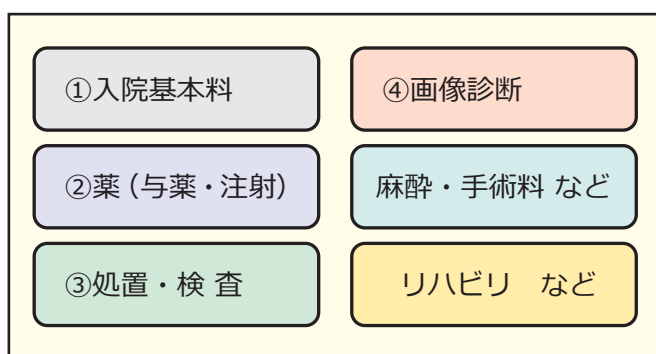 ①入院基本料
②薬（与薬・注射）
③処置・検 査
④画像診断
麻酔・手術料 など
リハビリ　など